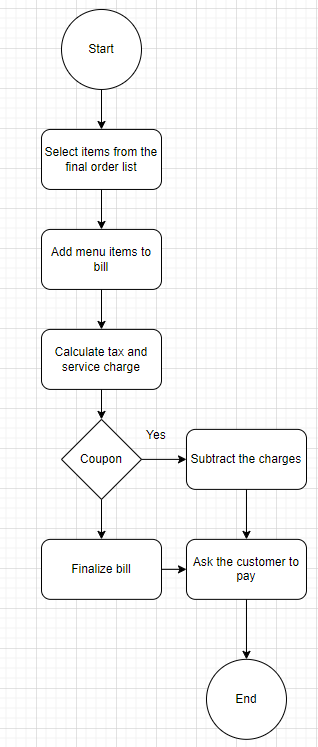 Start
Select items from the
final order list
Add menu items to
bill
Calculate tax and
service charge
Yes
Coupon
Subtract the charges
Finalize bill
Ask the customer to
pay
End